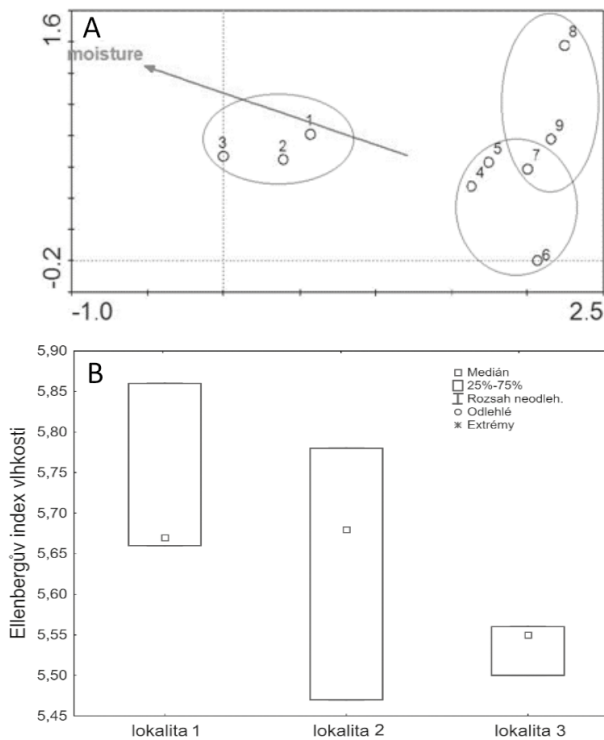 A
1.6
moisture
8
1
9
3
2
5
7
4
6
-0.2
-1.0
2.5
B
5,90
Medián
25%-75%
Rozsah neodleh.
Odlehlé
Extrémy
5,85
5,80
5,75
5,70
5,65
5,60
5,55
5,50
5,45
Ellenbergův index vlhkosti
lokalita 1
lokalita 2
lokalita 3